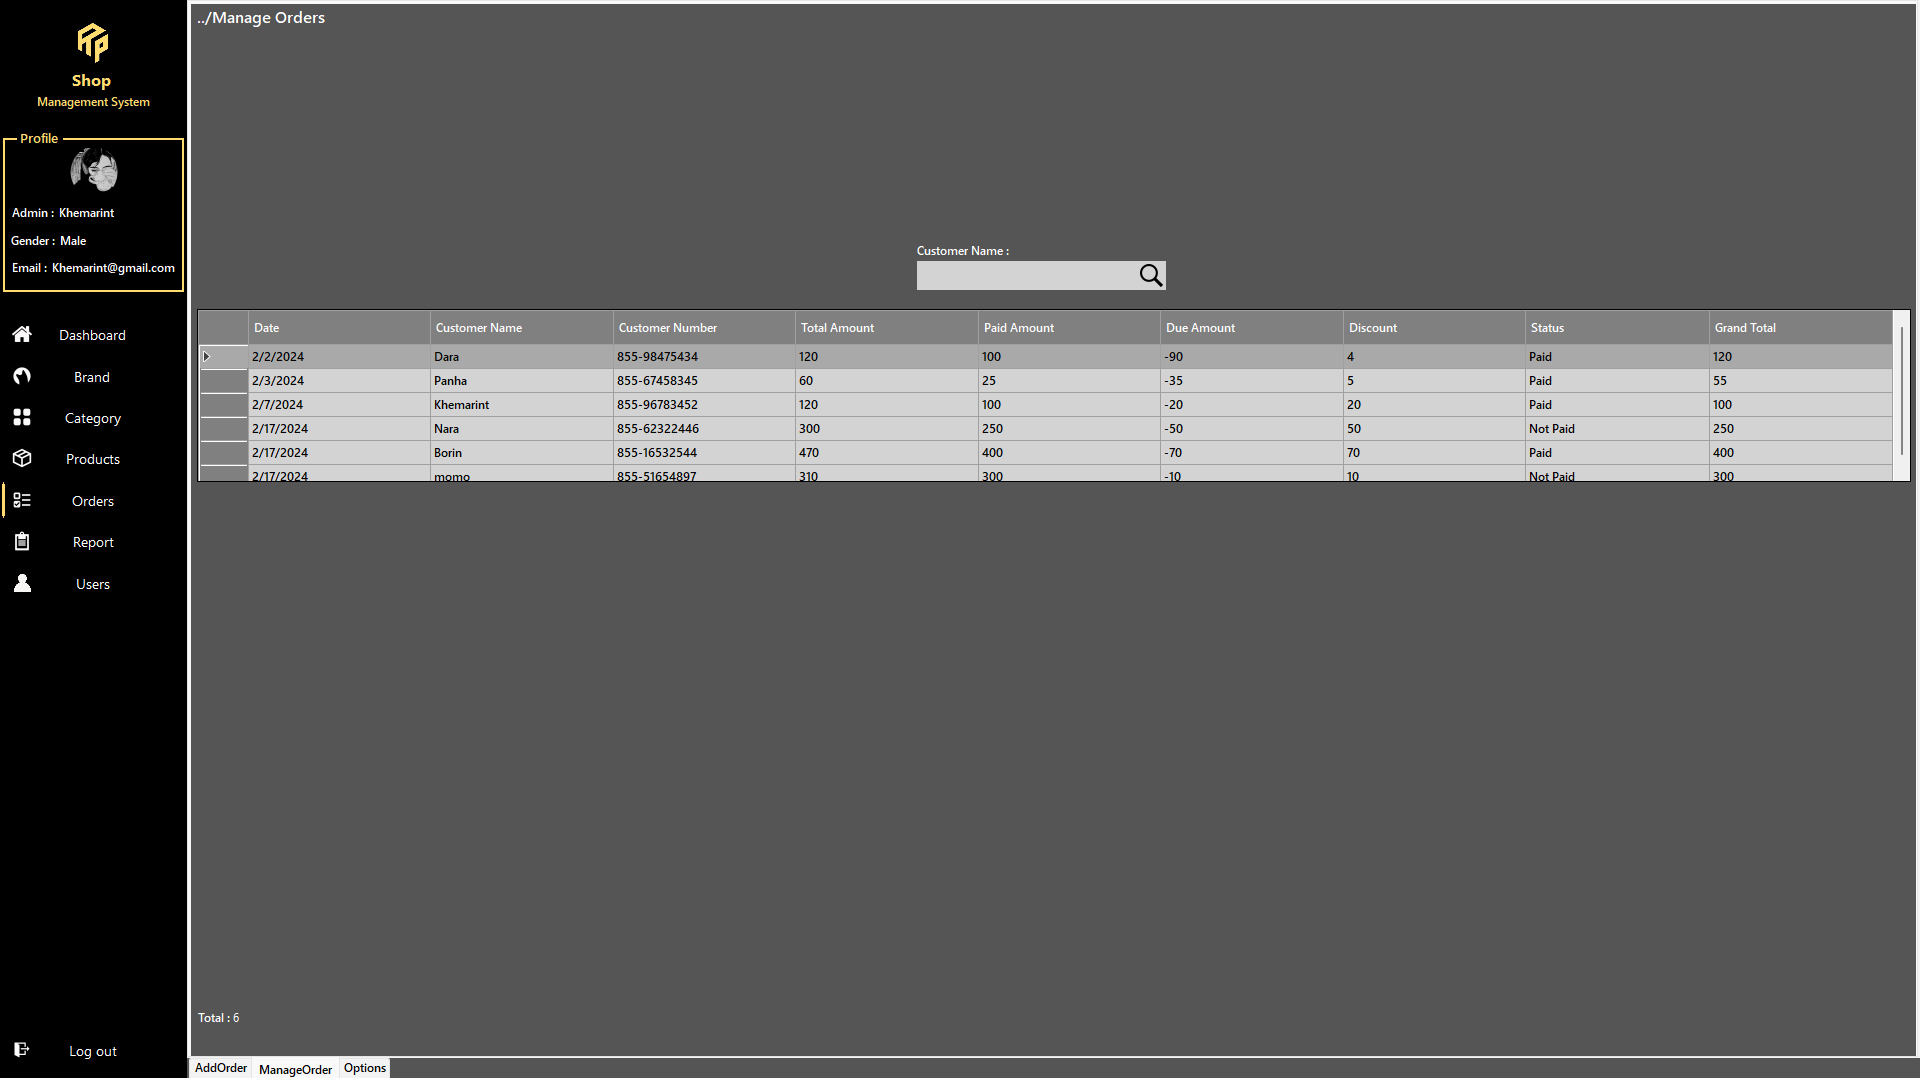 Shop
Management System
Profile
Admin : Khemarint
Gender : Male
Email : Khemarint@gmail.com
Dashboard
Brand
Category
Products
Orders
Report
Users
Log out
../Manage Orders
Customer Name :
Date Customer Name Customer Number Total Amount Paid Amount Due Amount Discount Status Grand Total
2/2/2024 Dara 855-98475434 120 100 -90 4 Paid 120
2/3/2024 Panha 855-67458345 60 25 -35 5 Paid 55
2/7/2024 Khemarint 855-96783452 120 100 -20 20 Paid 100
2/17/2024 Nara 855-62322446 300 250 -50 50 Not Paid 250
2/17/2024 Borin 855-16532544 470 400 -70 70 Paid 400
2/17/2024 momo 855-51654897 310 300 -10 10 Not Paid 300
Total : 6
AddOrder ManageOrder Options